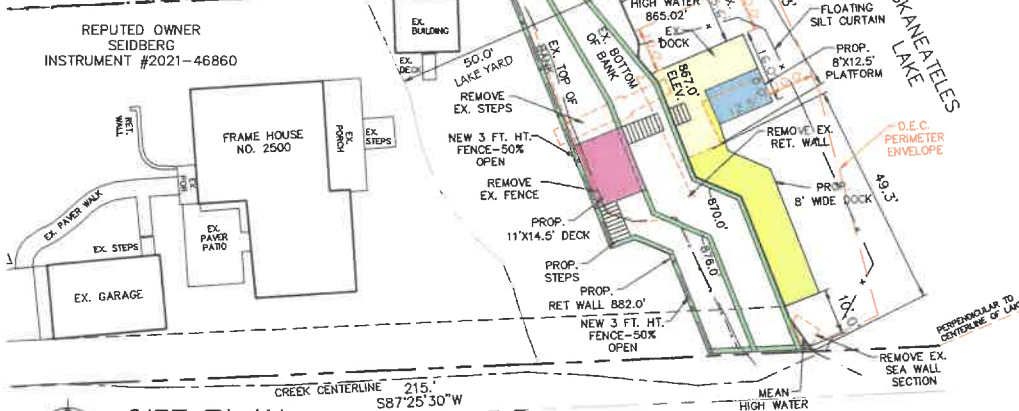 REPUTED OWNER
SEIDBERG
INSTRUMENT #2021-46860
EX.
BUILDING
EX.
DECK
50.0'
LAKE YARD
HIGH WATER
865.02'
EX.
DOCK
FLOATING
SILT CURTAIN
SKANEATELES
LAKE
PROP.
8'X12.5'
PLATFORM
16.0'
EX. TOP OF
BANK
EX. BOTTOM
OF BANK
867.0'
ELEV.
REMOVE
EX. STEPS
NEW 3 FT. HT.
FENCE-50%
OPEN
REMOVE
EX. FENCE
REMOVE EX.
RET. WALL
D.E.C.
PERIMETER
ENVELOPE
PROP
8' WIDE DOCK
49.3'
RET.
WALL
FRAME HOUSE
NO. 2500
EX.
PORCH
EX.
STEPS
EX.
POR
EX. PAVER WALK
EX.
PAVER
PATIO
EX. STEPS
EX. GARAGE
PROP.
11'X14.5' DECK
870.0'
876.0'
PROP.
STEPS
PROP.
RET WALL 882.0'
NEW 3 FT. HT.
FENCE-50%
OPEN
10.0'
PERPENDICULAR TO
CENTERLINE OF LAKE
REMOVE EX.
SEA WALL
SECTION
CREEK CENTERLINE 215.'
S87°25'30"W
MEAN
HIGH WATER